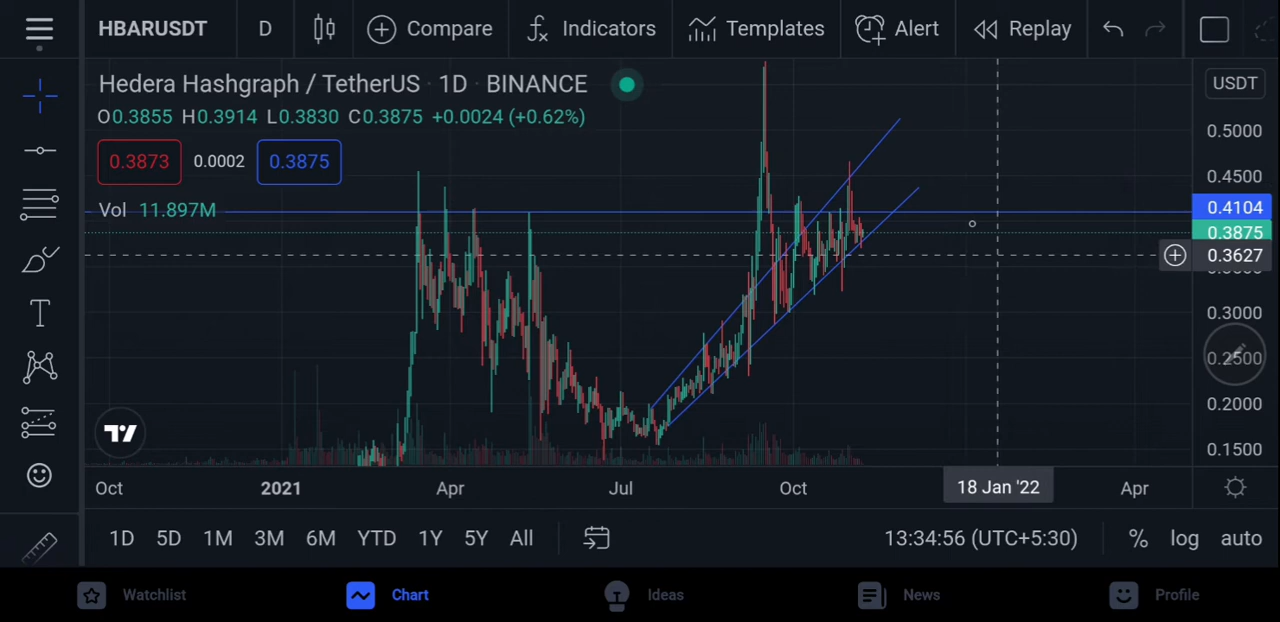 HBARUSDT D Compare Indicators Templates Alert Replay
Hedera Hashgraph / TetherUS · 1D · BINANCE USDT
O0.3855 H0.3914 L0.3830 C0.3875 +0.0024 (+0.62%)
0.5000
0.3873 0.0002 0.3875
0.4500
Vol 11.897M 0.4104
0.3875
0.3627
0.3000
0.2500
0.2000
0.1500
Oct 2021 Apr Jul Oct 18 Jan '22 Apr
1D 5D 1M 3M 6M YTD 1Y 5Y All 13:34:56 (UTC+5:30) % log auto
Watchlist Chart Ideas News Profile